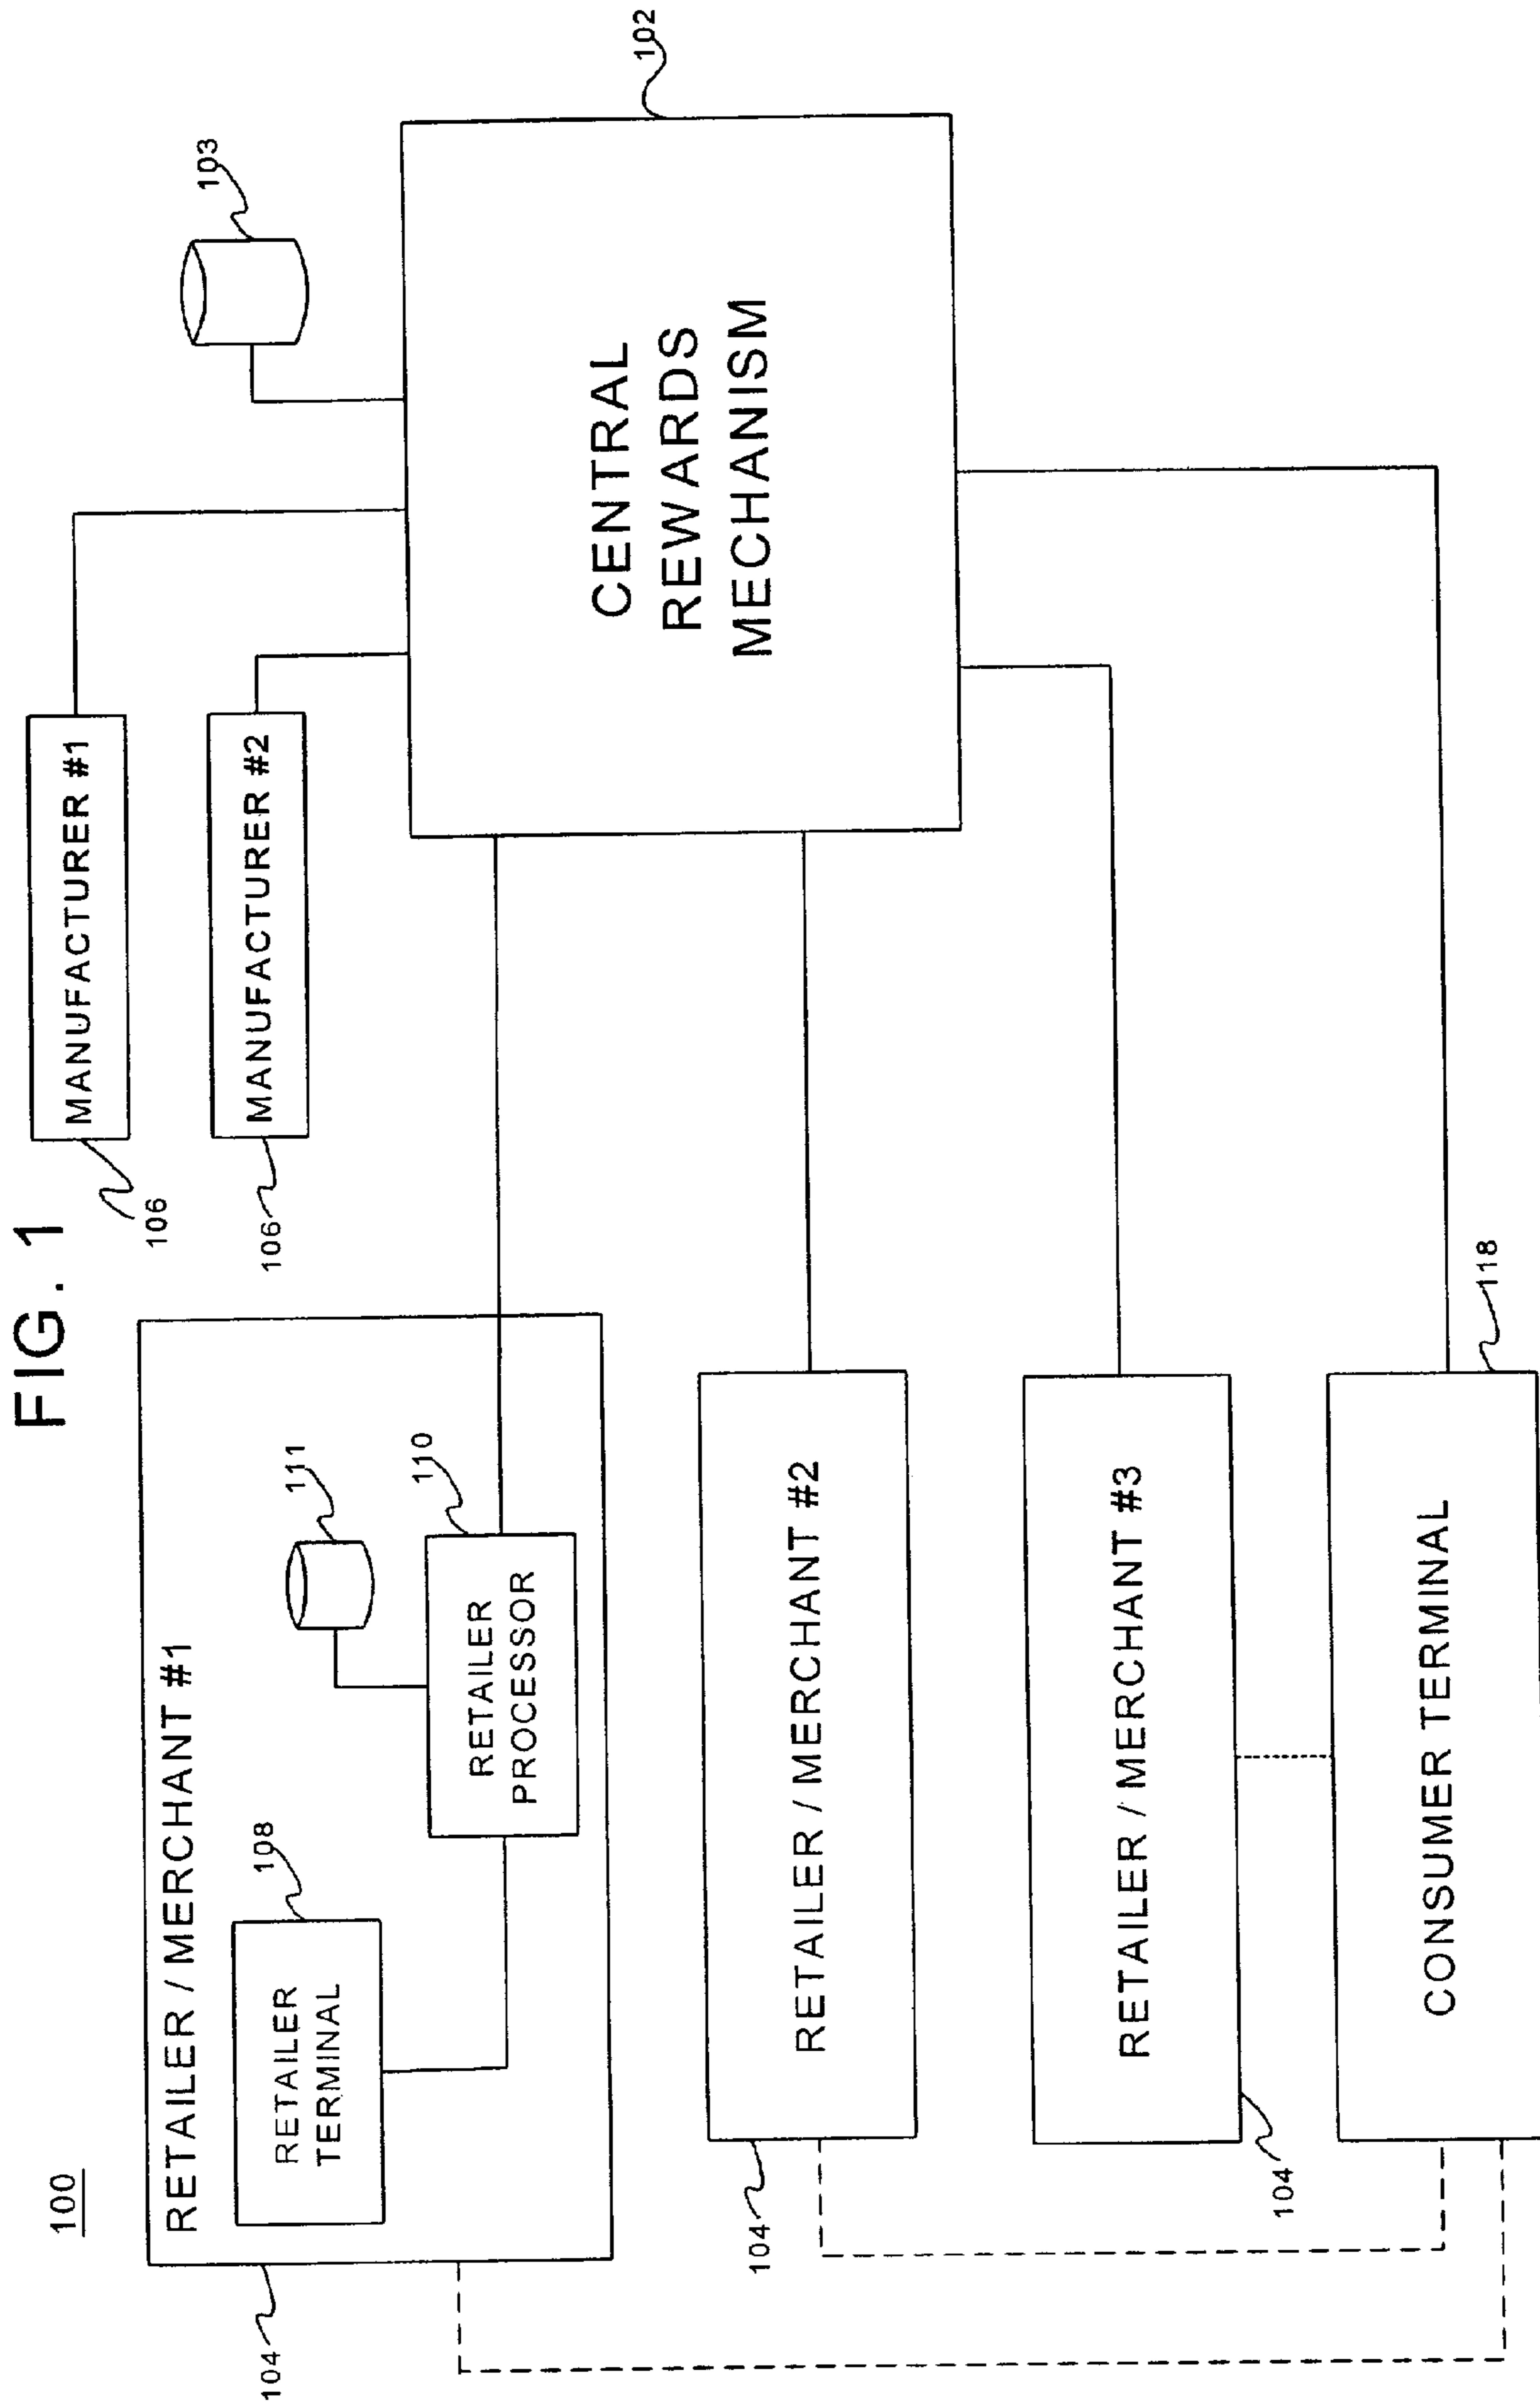 FIG. 1
100
104
RETAILER / MERCHANT #1
RETAILER
TERMINAL
108
RETAILER
PROCESSOR
110
111
106
MANUFACTURER #1
106
MANUFACTURER #2
103
102
CENTRAL
REWARDS
MECHANISM
104
RETAILER / MERCHANT #2
104
RETAILER / MERCHANT #3
CONSUMER TERMINAL
118